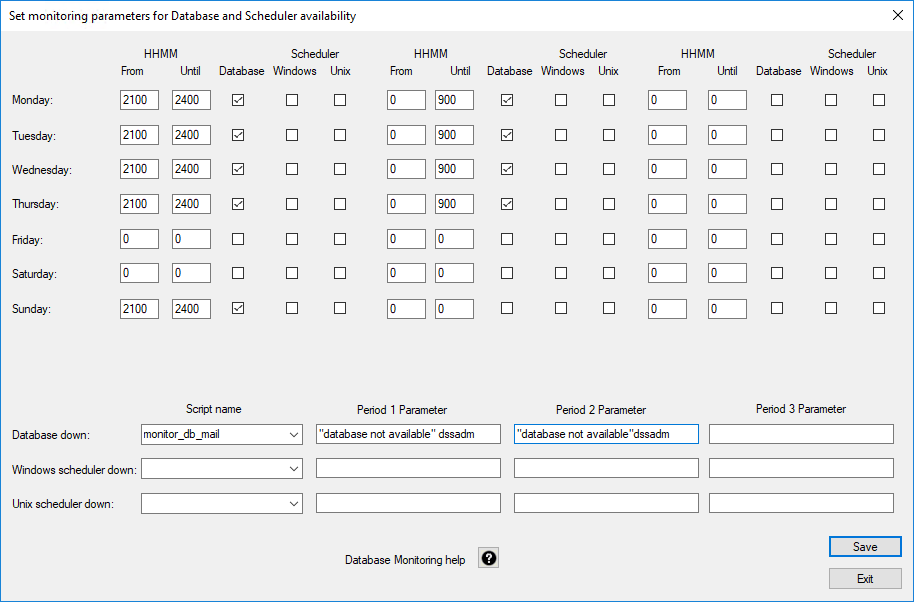 Set monitoring parameters for Database and Scheduler availability
HHMM Scheduler HHMM Scheduler HHMM Scheduler
From Until Database Windows Unix From Until Database Windows Unix From Until Database Windows Unix
Monday: 2100 2400 0 900 0 0
Tuesday: 2100 2400 0 900 0 0
Wednesday: 2100 2400 0 900 0 0
Thursday: 2100 2400 0 900 0 0
Friday: 0 0 0 0 0 0
Saturday: 0 0 0 0 0 0
Sunday: 2100 2400 0 0 0 0
Script name Period 1 Parameter Period 2 Parameter Period 3 Parameter
Database down: monitor_db_mail "database not available" dssadm "database not available"dssadm
Windows scheduler down:
Unix scheduler down:
Save
Database Monitoring help ?
Exit